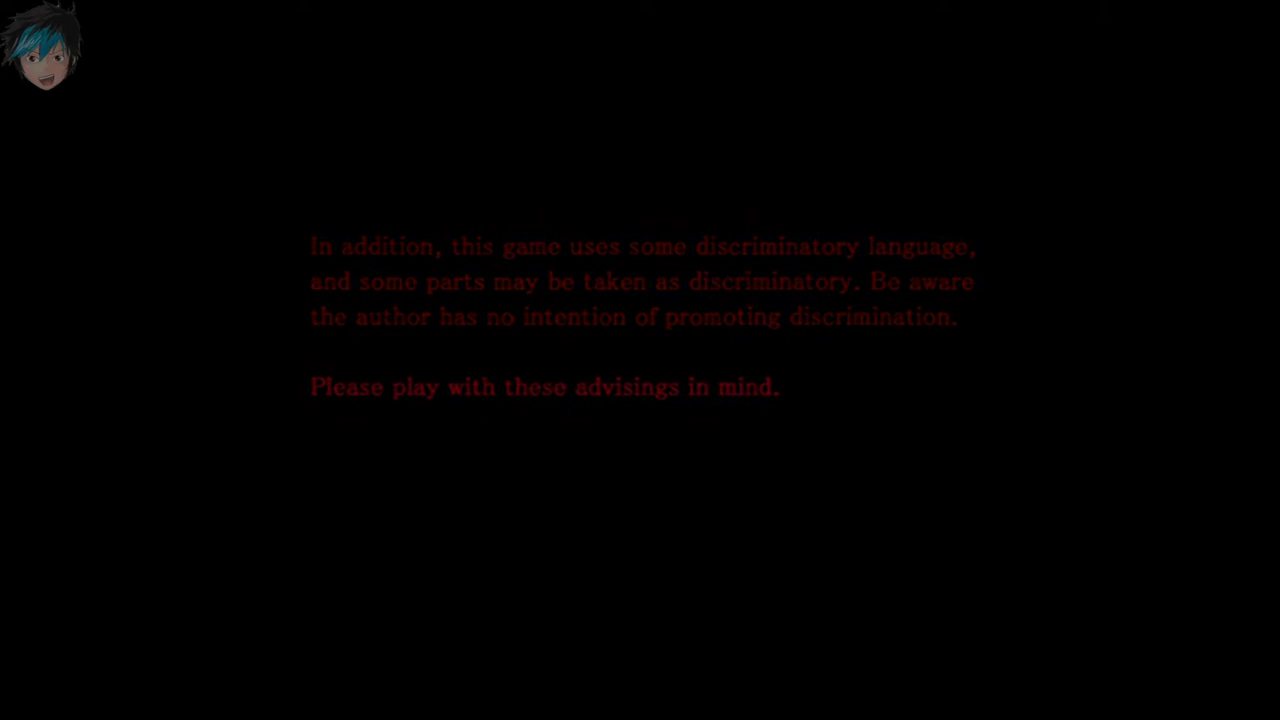 In addition, this game uses some discriminatory language,
and some parts may be taken as discriminatory. Be aware
the author has no intention of promoting discrimination.
Please play with these advisings in mind.